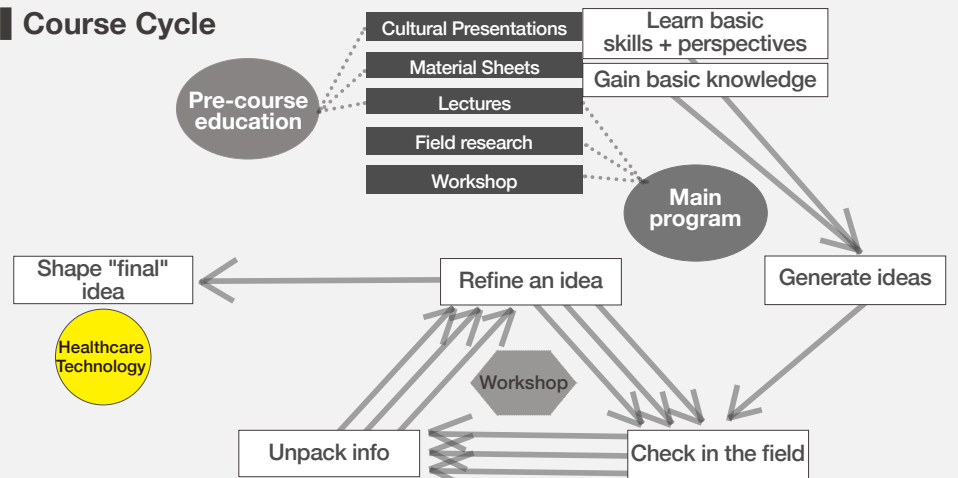 Course Cycle
Cultural Presentations
Learn basic
skills + perspectives
Material Sheets
Gain basic knowledge
Pre-course
education
Lectures
Field research
Workshop
Main
program
Shape "final"
idea
Refine an idea
Generate ideas
Healthcare
Technology
Workshop
Unpack info
Check in the field